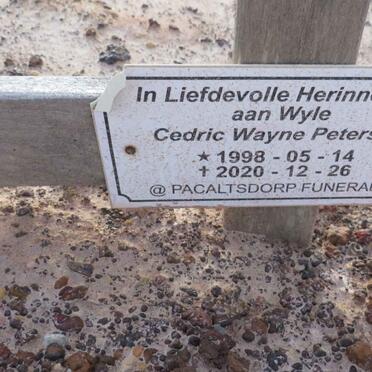 In Liefdevolle Herinn
aan Wyle
Cedric Wayne Peters
★ 1998 - 05 - 14
✝ 2020 - 12 - 26
@ PACALTSDORP FUNERA